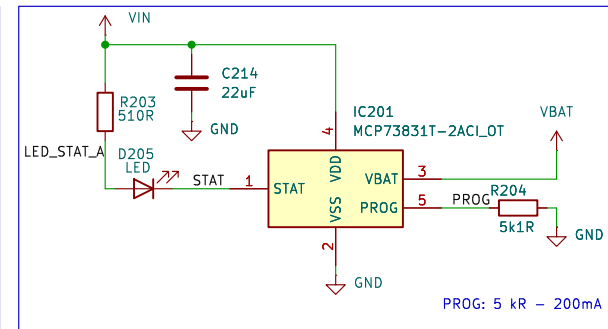 VIN
C214
22uF
GND
R203
510R
LED_STAT_A
D205
LED
STAT
1
IC201
MCP73831T-2ACI_OT
4
VDD
STAT
VSS
2
GND
VBAT
3
PROG
5
VBAT
PROG
R204
5k1R
GND
PROG: 5 kR – 200mA